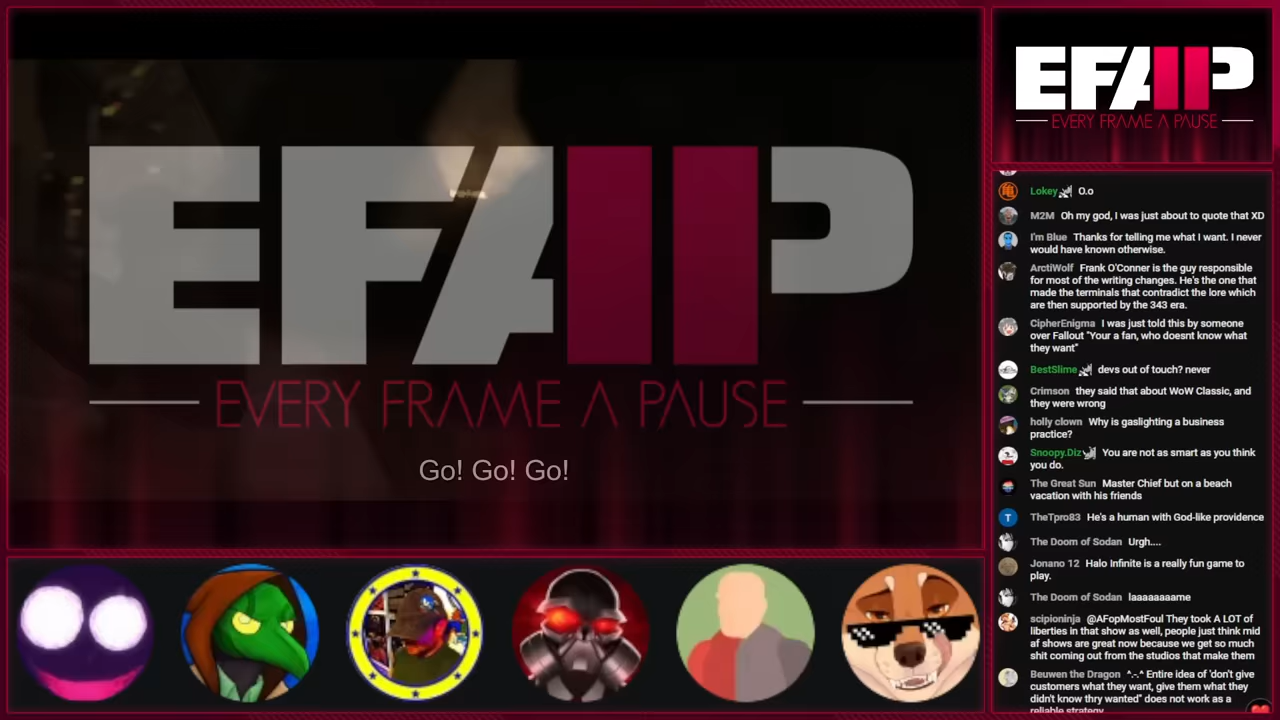 EFAP
EVERY FRAME A PAUSE
Go! Go! Go!
EFAP
EVERY FRAME A PAUSE
Lokey O.o
M2M Oh my god, I was just about to quote that XD
I'm Blue Thanks for telling me what I want. I never
would have known otherwise.
ArctiWolf Frank O'Conner is the guy responsible
for most of the writing changes. He's the one that
made the terminals that contradict the lore which
are then supported by the 343 era.
CipherEnigma I was just told this by someone
over Fallout "Your a fan, who doesnt know what
they want"
BestSlime devs out of touch? never
Crimson they said that about WoW Classic, and
they were wrong
holly clown Why is gaslighting a business
practice?
Snoopy.Diz You are not as smart as you think
you do.
The Great Sun Master Chief but on a beach
vacation with his friends
T
TheTpro83 He's a human with God-like providence
The Doom of Sodan Urgh....
Jonano 12 Halo Infinite is a really fun game to
play.
The Doom of Sodan laaaaaaaame
scipioninja @AFopMostFoul They took A LOT of
liberties in that show as well, people just think mid
af shows are great now because we get so much
shit coming out from the studios that make them
Beuwen the Dragon ^.-.^ Entire idea of 'don't give
customers what they want, give them what they
didn't know thry wanted" does not work as a
reliable strategy